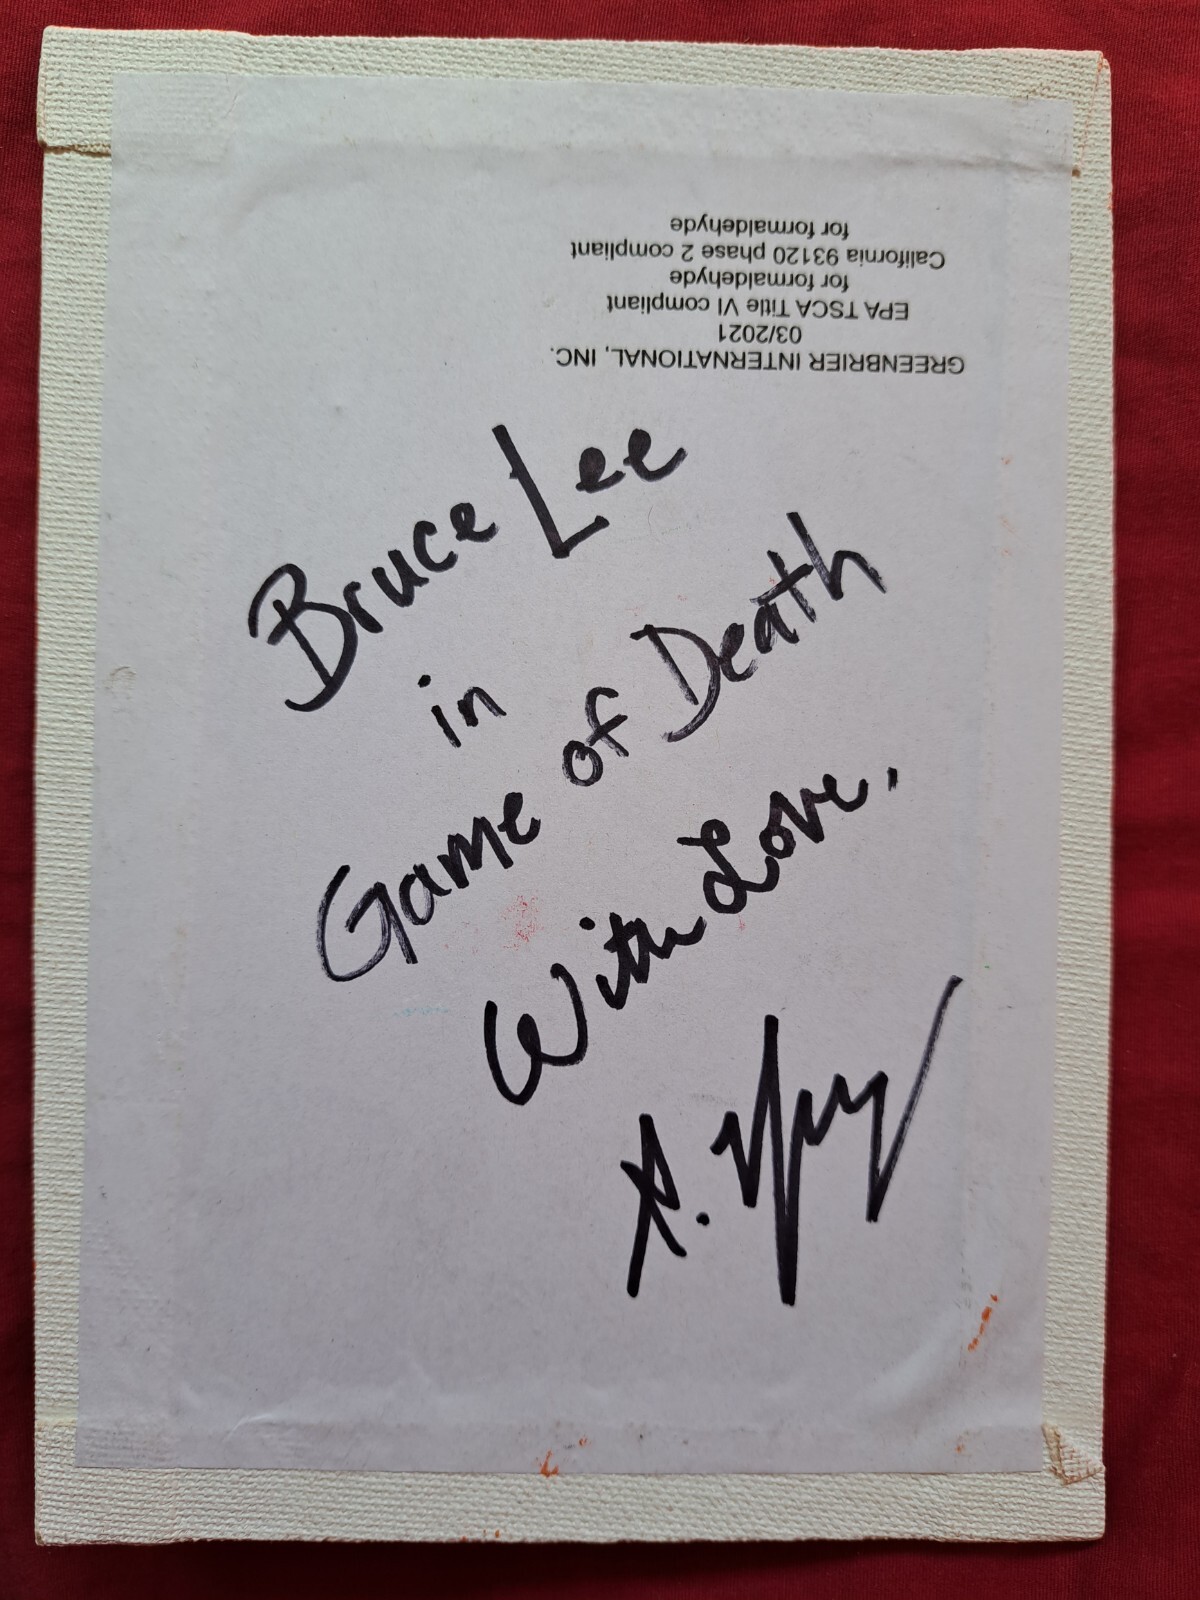 GREENBRIER INTERNATIONAL, INC.
03/2021
EPA TSCA Title VI compliant
for formaldehyde
California 93120 phase 2 compliant
for formaldehyde
Bruce Lee
in
Game of Death
With Love,